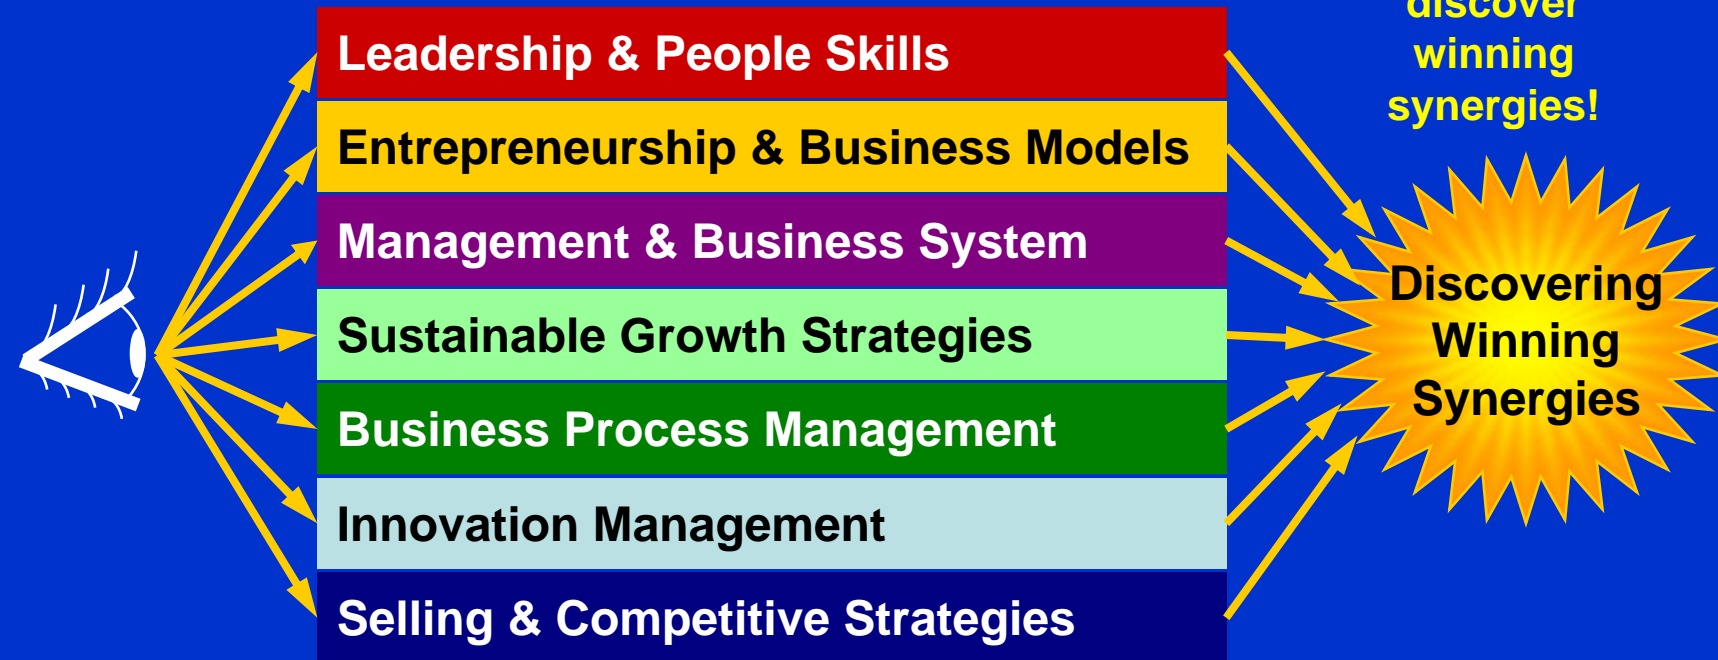 Leadership & People Skills
Entrepreneurship & Business Models
Management & Business System
Sustainable Growth Strategies
Business Process Management
Innovation Management
Selling & Competitive Strategies
discover
winning
synergies!
Discovering
Winning
Synergies